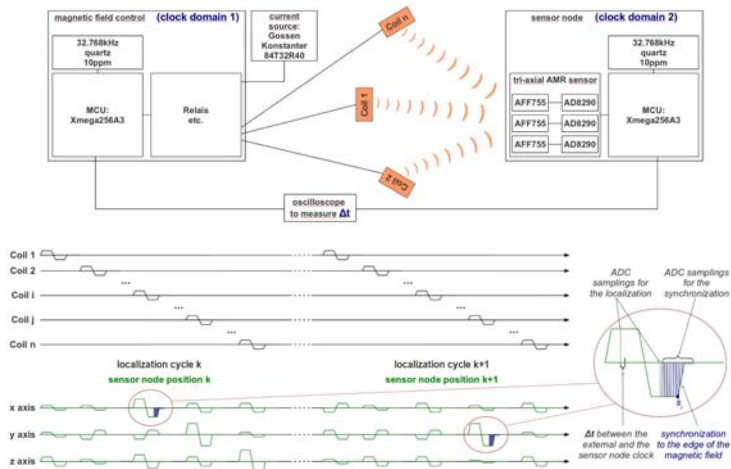 magnetic field control (clock domain 1)
32.768kHz
quartz
10ppm
MCU:
Xmega256A3
Relais
etc.
current
source:
Gossen
Konstanter
84T32R40
Coil n
Coil 1
Coil 2
sensor node (clock domain 2)
32.768kHz
quartz
10ppm
tri-axial AMR sensor
AFF755 AD8290
AFF755 AD8290
AFF755 AD8290
MCU:
Xmega256A3
oscilloscope
to measure Δt
Coil 1
Coil 2
...
Coil i
...
Coil j
...
Coil n
...
...
...
localization cycle k
sensor node position k
localization cycle k+1
sensor node position k+1
x axis
y axis
z axis
ADC
samplings for
the localization
ADC samplings
for the
synchronization
Δt between
the external
and the
sensor node
clock
synchronization
to the edge of the
magnetic field